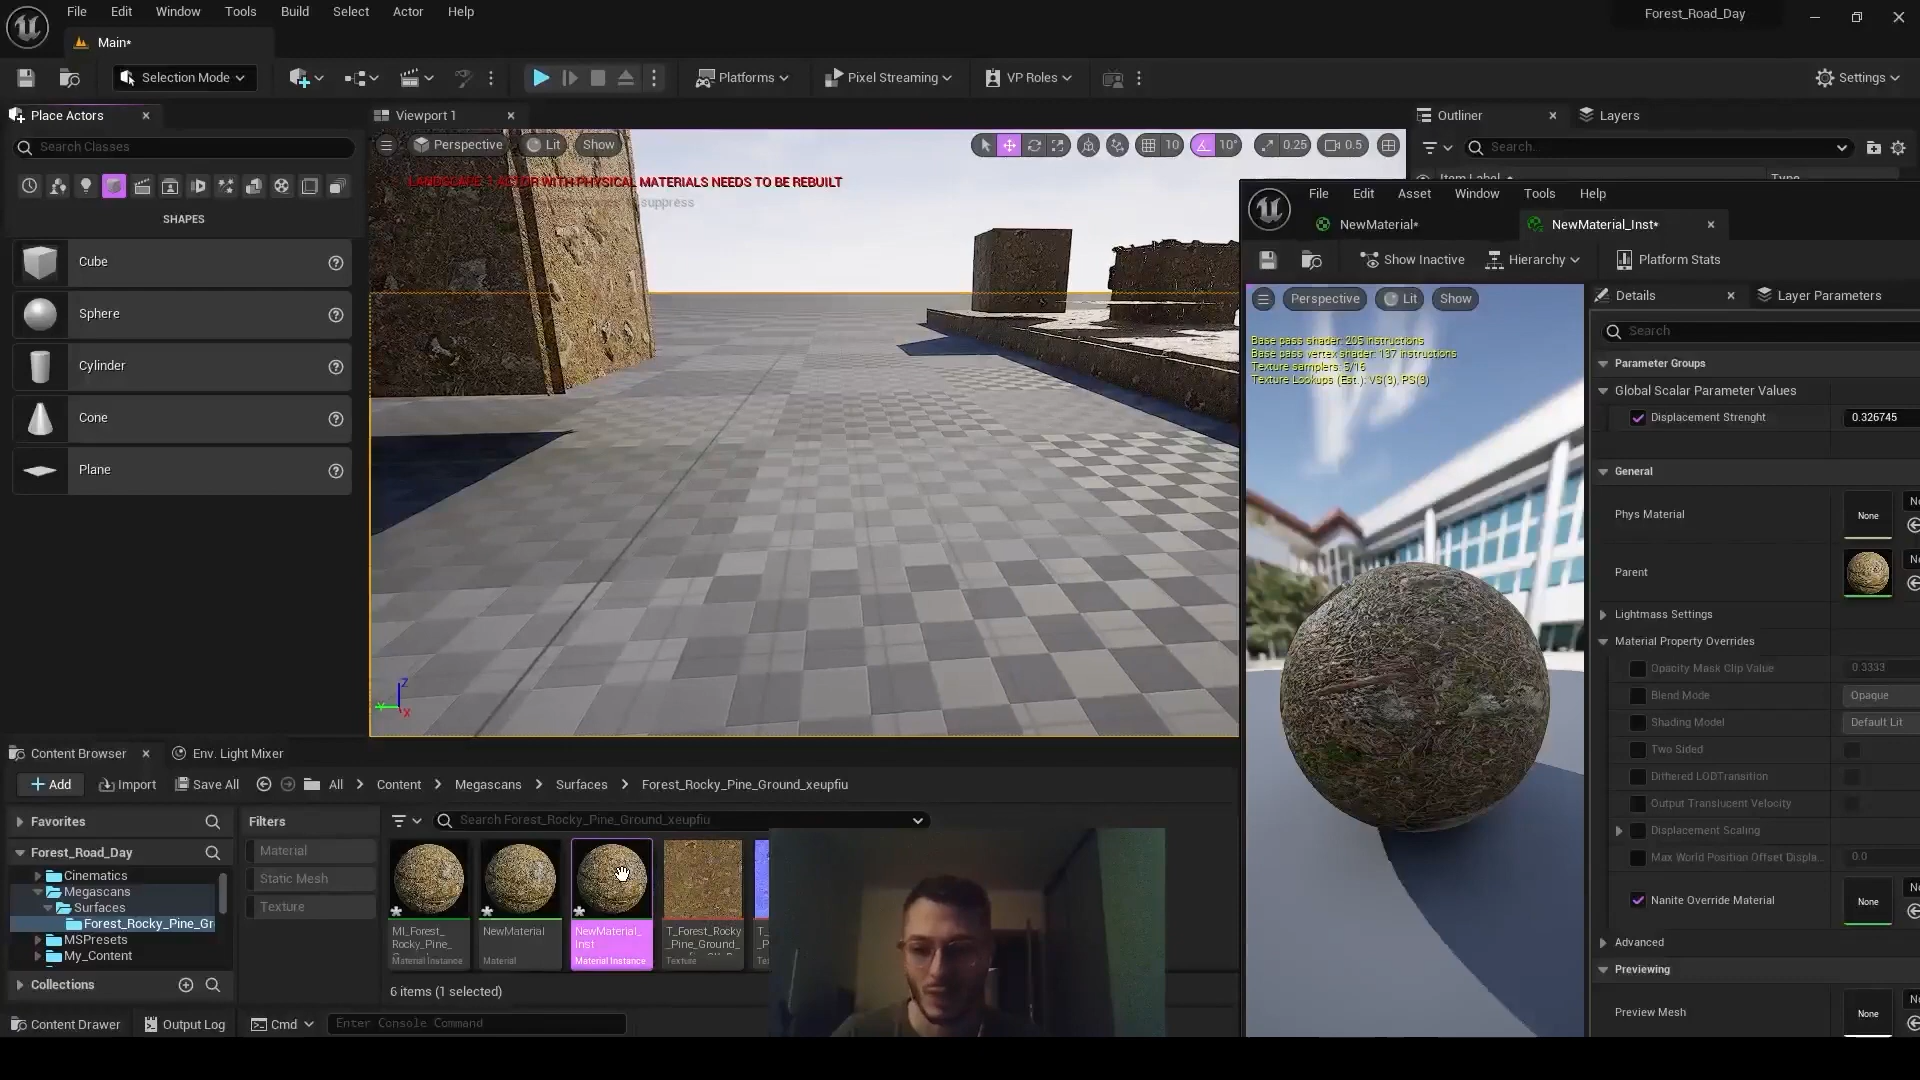 File Edit Window Tools Build Select Actor Help
Forest_Road_Day
Main*
Selection Mode
Platforms
Pixel Streaming
VP Roles
Settings
Place Actors
Search Classes
SHAPES
Cube
Sphere
Cylinder
Cone
Plane
Viewport 1
Perspective Lit Show
10 10° 0.25 0.5
ACTOR WITH PHYSICAL MATERIALS NEEDS TO BE REBUILT
suppress
Z
X
Outliner Layers
Search...
Item Label Type
File Edit Asset Window Tools Help
NewMaterial* NewMaterial_Inst*
Show Inactive Hierarchy Platform Stats
Perspective Lit Show
Base pass shader: 205 instructions
Base pass vertex shader: 137 instructions
Texture samplers: 5/16
Texture Lookups (Est.): VS(3), PS(3)
Details Layer Parameters
Search
Parameter Groups
Global Scalar Parameter Values
Displacement Strenght 0.326745
General
Phys Material None
Parent
Lightmass Settings
Material Property Overrides
Opacity Mask Clip Value 0.3333
Blend Mode Opaque
Shading Model Default Lit
Two Sided
Dithered LODTransition
Output Translucent Velocity
Displacement Scaling
Max World Position Offset Displa... 0.0
Nanite Override Material None
Advanced
Previewing
Preview Mesh None
Content Browser Env. Light Mixer
Add Import Save All All Content Megascans Surfaces Forest_Rocky_Pine_Ground_xeupfiu
Favorites
Forest_Road_Day
Cinematics
Megascans
Surfaces
Forest_Rocky_Pine_Gr
MSPresets
My_Content
Collections
Filters
Material
Static Mesh
Texture
Search Forest_Rocky_Pine_Ground_xeupfiu
MI_Forest_
Rocky_Pine_
Material Instance
NewMaterial
Material
NewMaterial_
Inst
Material Instance
T_Forest_Rocky
_Pine_Ground_
Texture
6 items (1 selected)
Content Drawer Output Log Cmd Enter Console Command